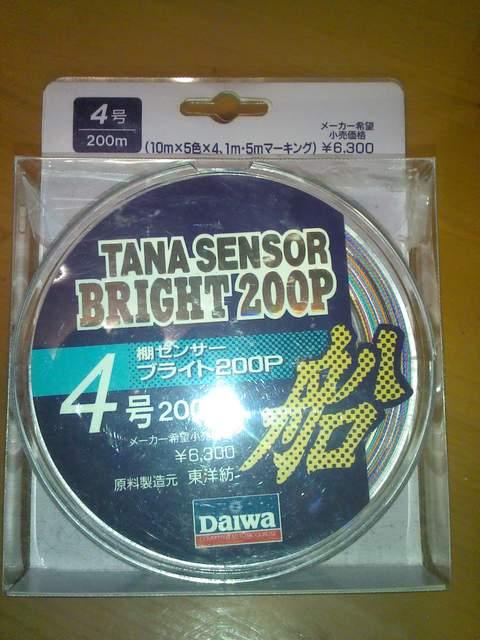 4号
200m
メーカー希望
小売価格
(10m×5色×4、1m・5mマーキング) ¥6,300
TANA SENSOR
BRIGHT 200P
棚センサー
ブライト200P
4号200
船
メーカー希望小売
¥6,300
原料製造元 東洋紡
Daiwa